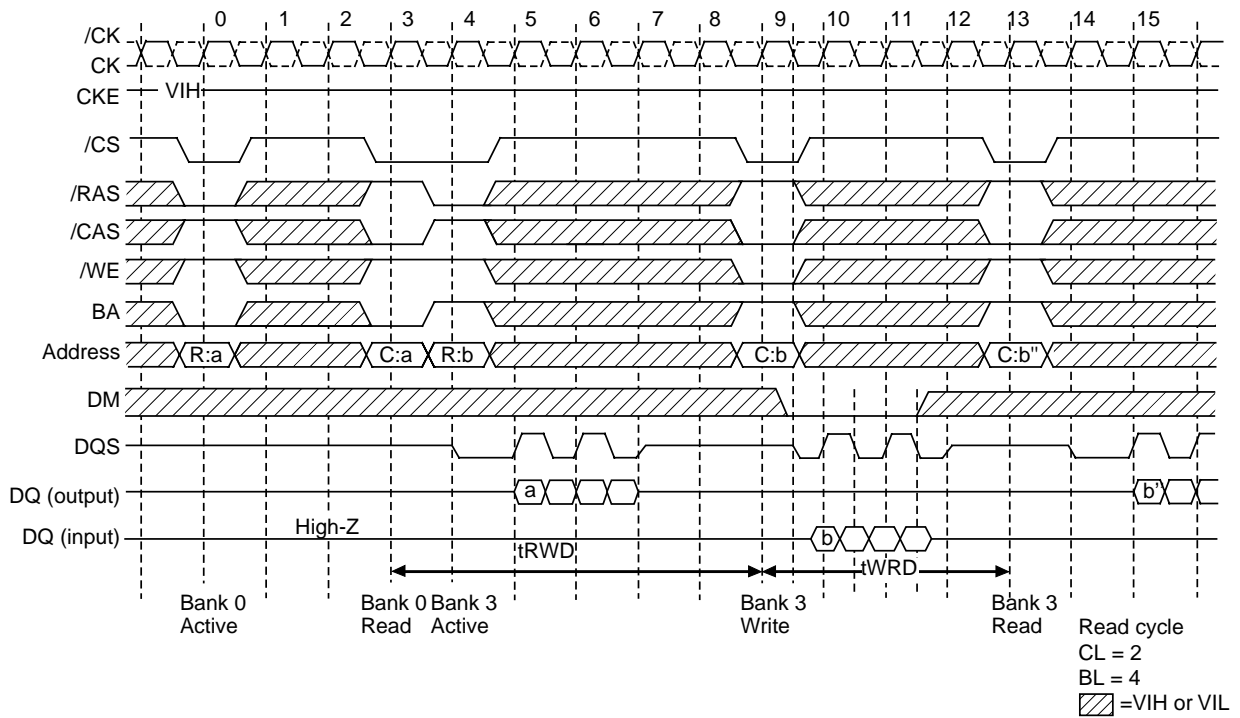 0 1 2 3 4 5 6 7 8 9 10 11 12 13 14 15
/CK
CK
CKE VIH
/CS
/RAS
/CAS
/WE
BA
Address R:a C:a R:b C:b C:b"
DM
DQS
DQ (output) a b'
DQ (input) High-Z b
tRWD tWRD
Bank 0 Active
Bank 0 Read
Bank 3 Active
Bank 3 Write
Bank 3 Read
Read cycle
CL = 2
BL = 4
=VIH or VIL